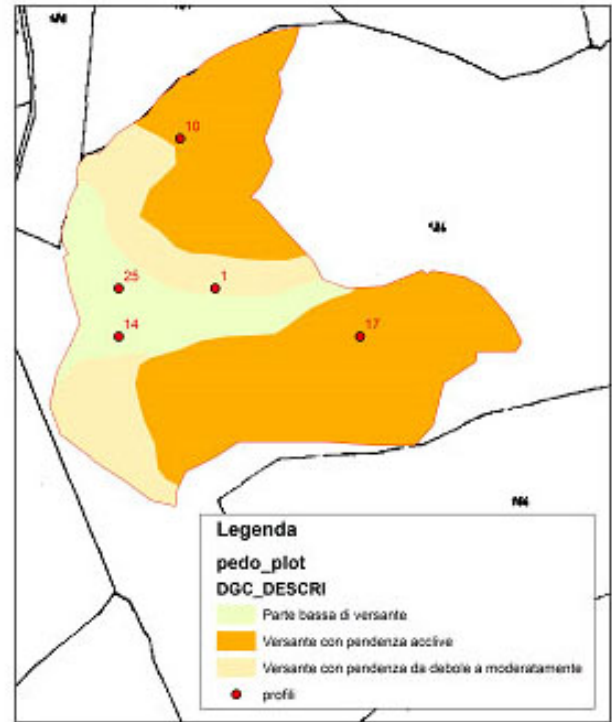 10
25
1
14
17
Legenda
pedo_plot
DGC_DESCRI
Parte bassa di versante
Versante con pendenza acclive
Versante con pendenza da debole a moderatamente
profili